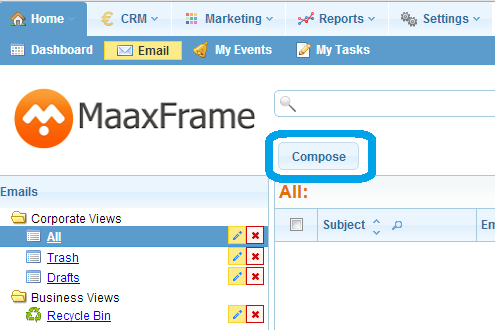 Home CRM Marketing Reports Settings
Dashboard Email My Events My Tasks
MaaxFrame
Compose
Emails
All:
Corporate Views
Subject Em
All
Trash
Drafts
Business Views
Recycle Bin